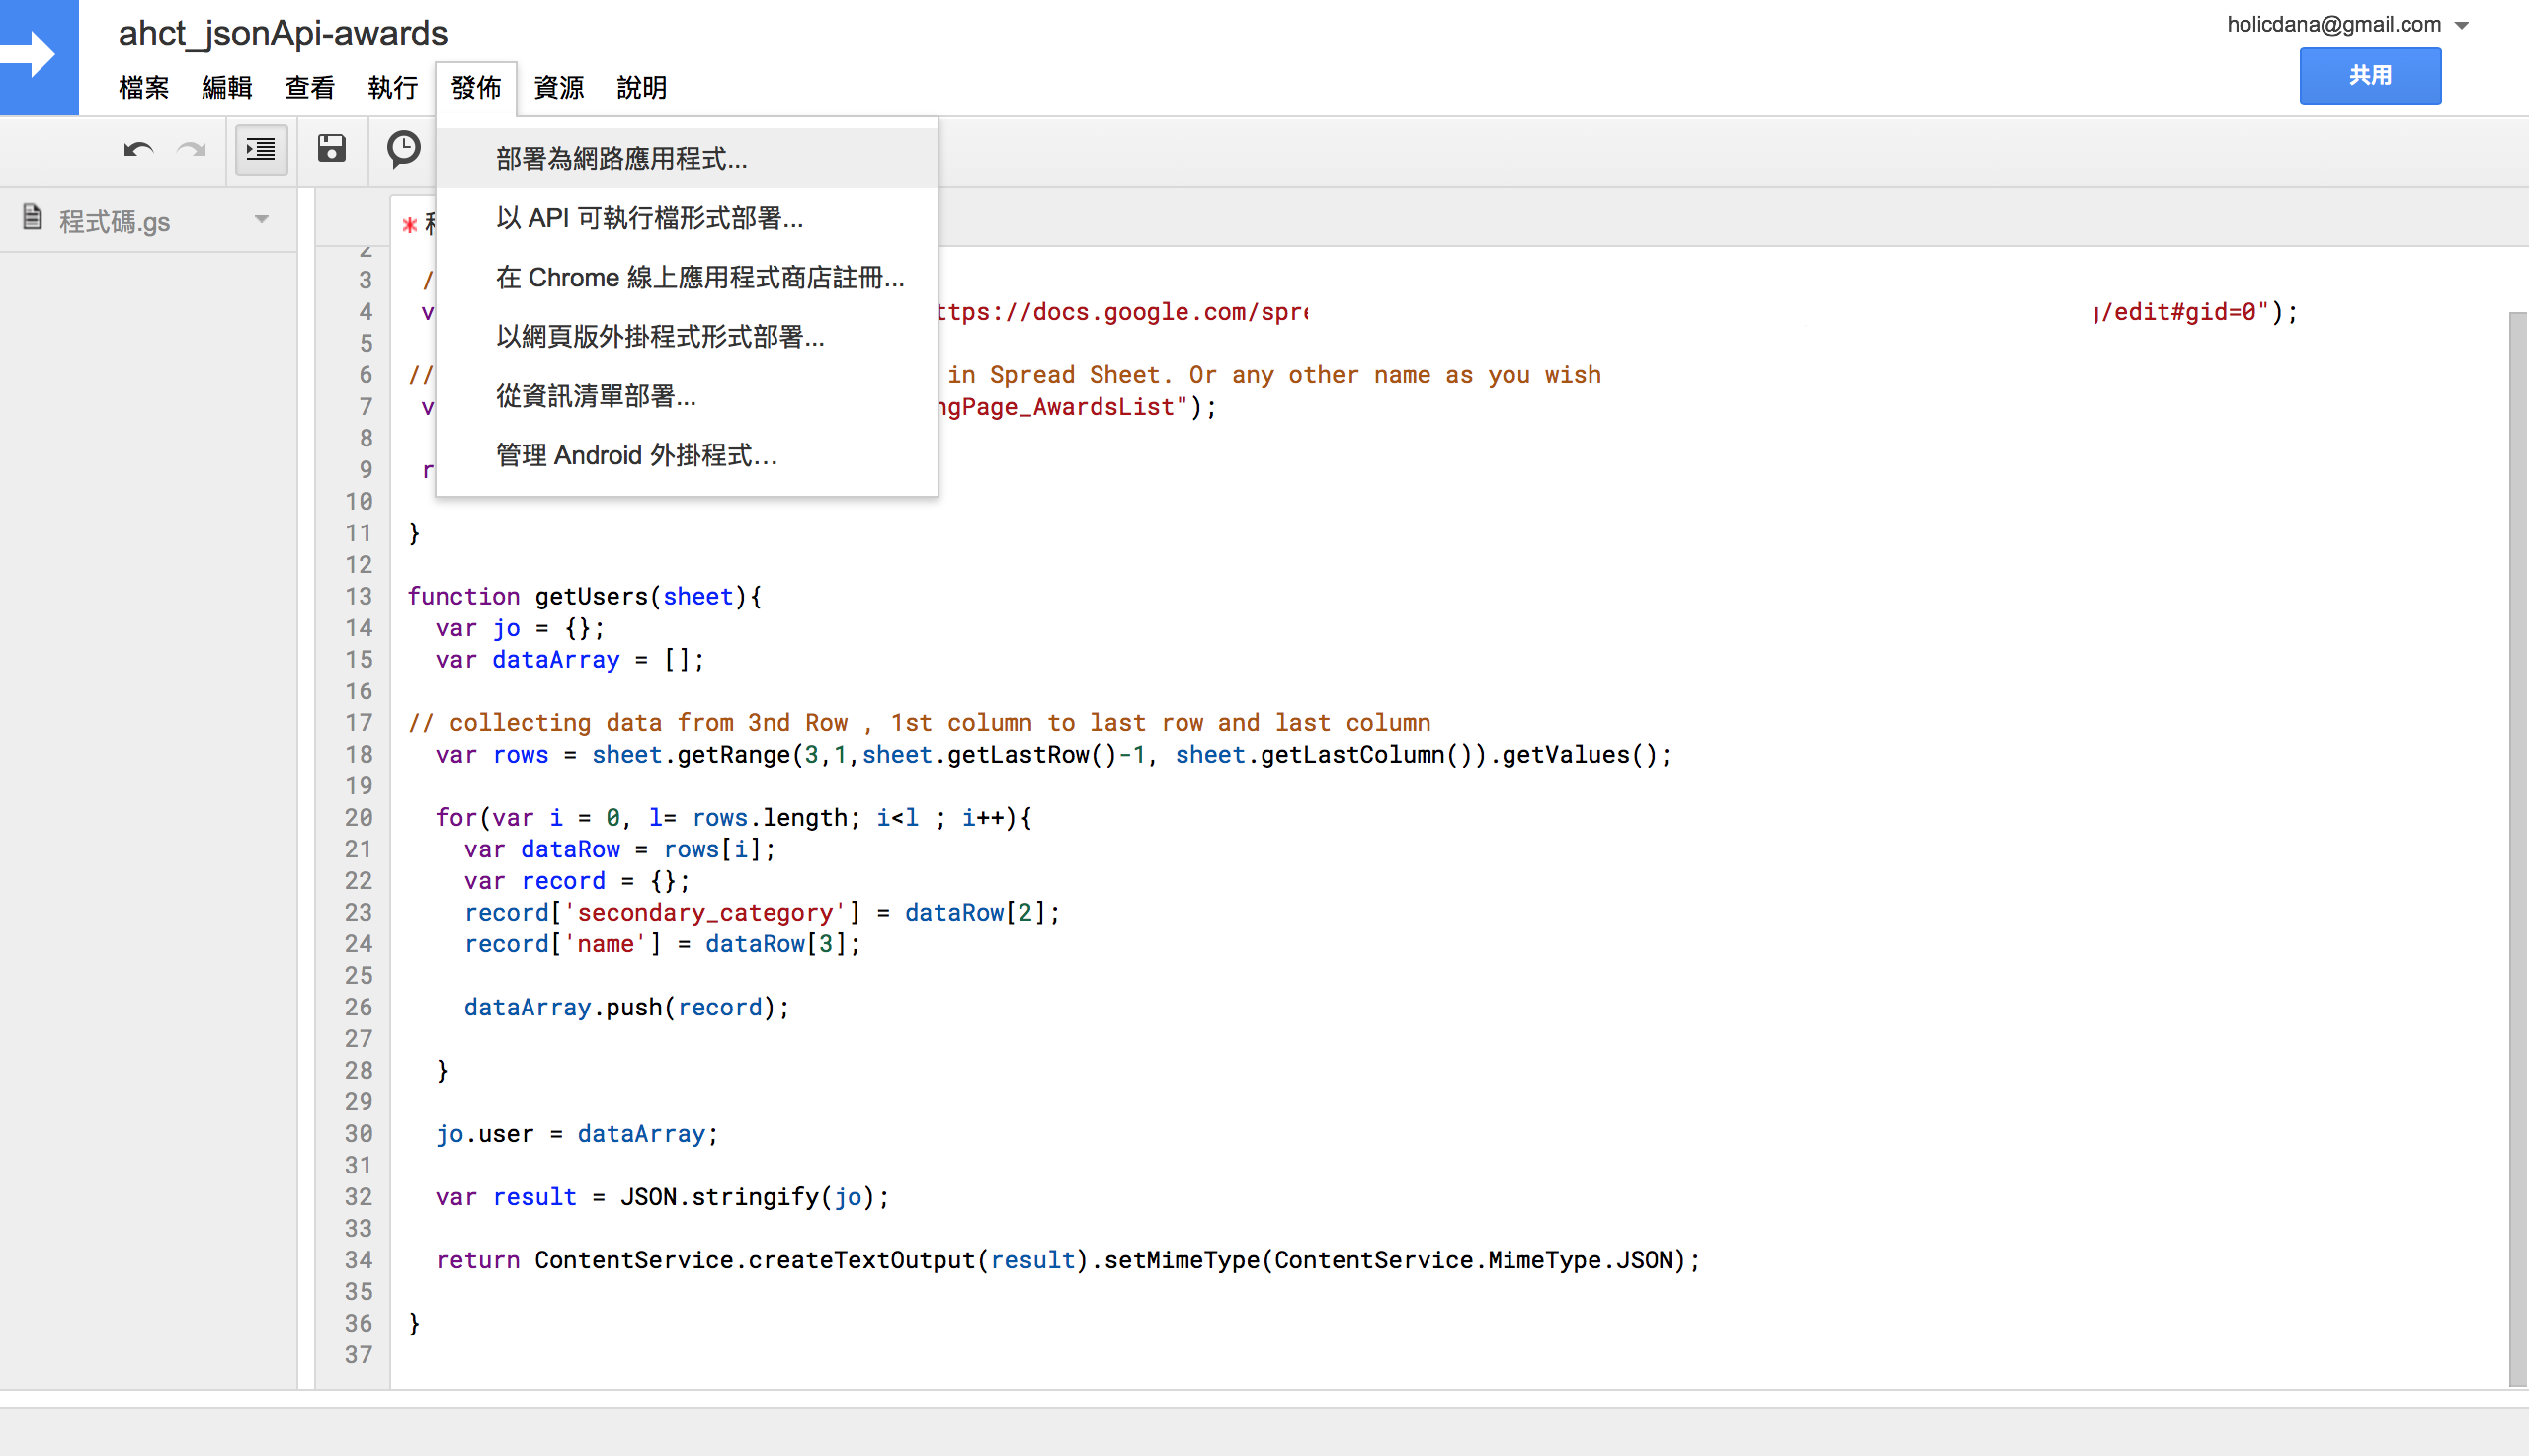 ahct_jsonApi-awards
holicdana@gmail.com
檔案 編輯 查看 執行 發佈 資源 說明
共用
部署為網路應用程式...
以 API 可執行檔形式部署...
在 Chrome 線上應用程式商店註冊...
以網頁版外掛程式形式部署...
從資訊清單部署...
管理 Android 外掛程式…
程式碼.gs
*
2
3 /
4 v ttps://docs.google.com/spre /edit#gid=0");
5
6 // in Spread Sheet. Or any other name as you wish
7 v ngPage_AwardsList");
8
9 r
10
11 }
12
13 function getUsers(sheet){
14 var jo = {};
15 var dataArray = [];
16
17 // collecting data from 3nd Row , 1st column to last row and last column
18 var rows = sheet.getRange(3,1,sheet.getLastRow()-1, sheet.getLastColumn()).getValues();
19
20 for(var i = 0, l= rows.length; i<l ; i++){
21 var dataRow = rows[i];
22 var record = {};
23 record['secondary_category'] = dataRow[2];
24 record['name'] = dataRow[3];
25
26 dataArray.push(record);
27
28 }
29
30 jo.user = dataArray;
31
32 var result = JSON.stringify(jo);
33
34 return ContentService.createTextOutput(result).setMimeType(ContentService.MimeType.JSON);
35
36 }
37